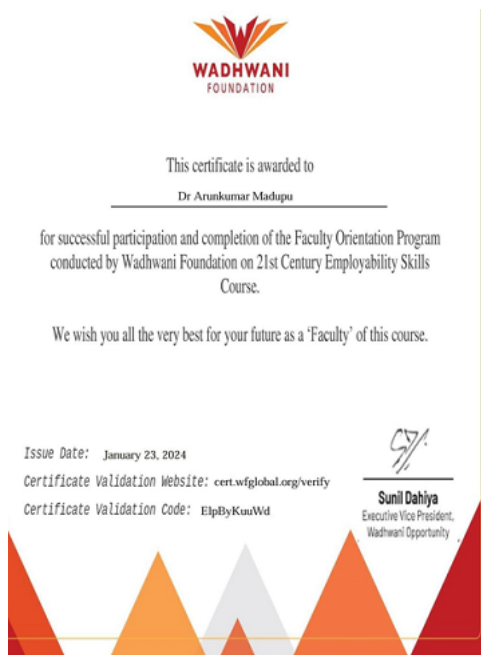 WADHWANI
FOUNDATION
This certificate is awarded to
Dr Arunkumar Madupu
for successful participation and completion of the Faculty Orientation Program
conducted by Wadhwani Foundation on 21st Century Employability Skills
Course.
We wish you all the very best for your future as a ‘Faculty’ of this course.
Issue Date: January 23, 2024
Certificate Validation Website: cert.wfglobal.org/verify
Certificate Validation Code: EIpByKuuWd
Sunil Dahiya
Executive Vice President,
Wadhwani Opportunity